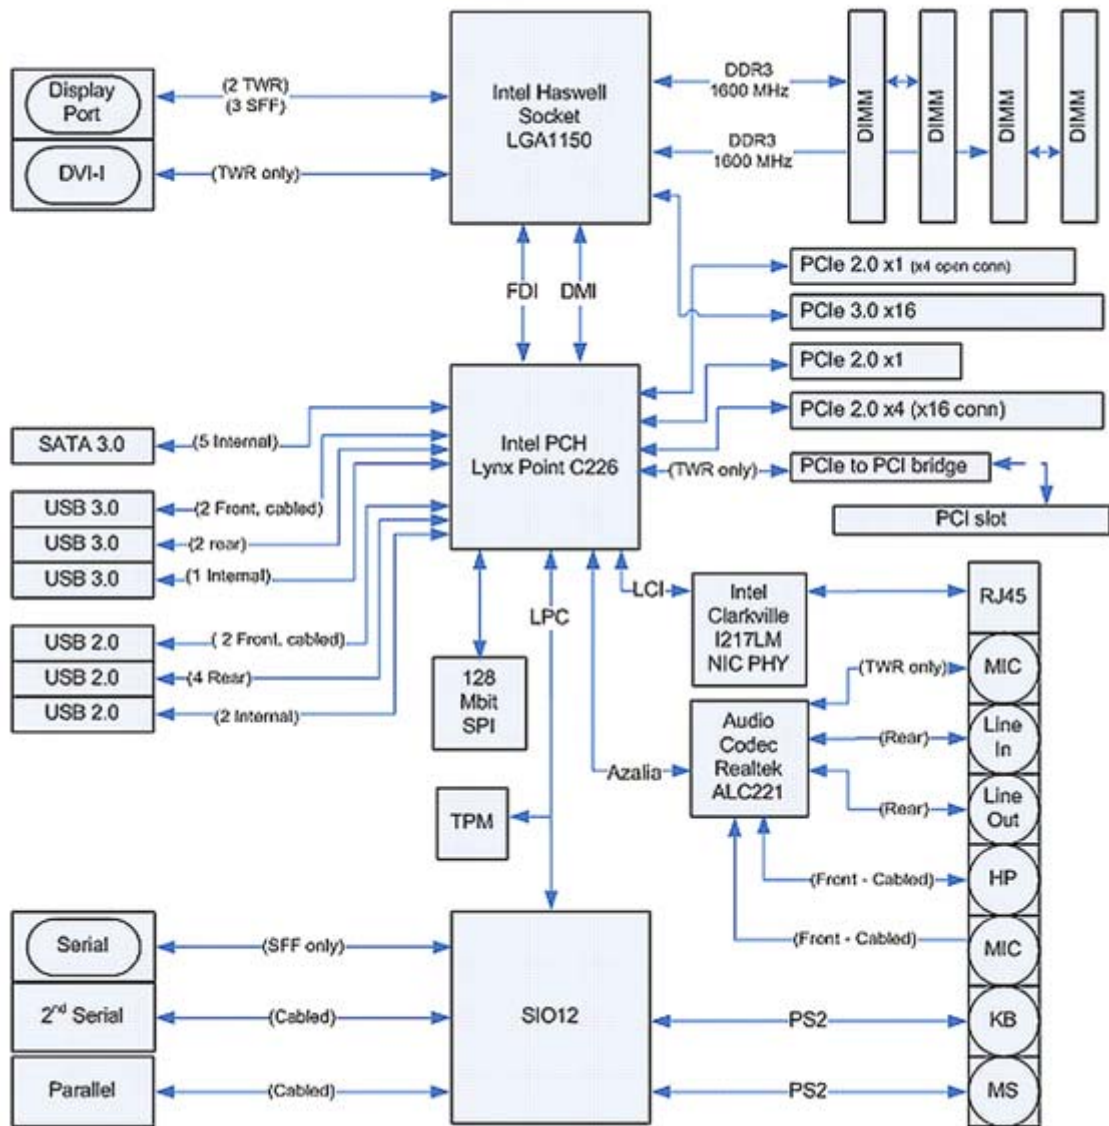 Display
Port
DVI-I
(2 TWR)
(3 SFF)
(TWR only)
Intel Haswell
Socket
LGA1150
DDR3
1600 MHz
DDR3
1600 MHz
DIMM
DIMM
DIMM
DIMM
FDI
DMI
PCIe 2.0 x1 (x4 open conn)
PCIe 3.0 x16
PCIe 2.0 x1
PCIe 2.0 x4 (x16 conn)
(TWR only)
PCIe to PCI bridge
PCI slot
Intel PCH
Lynx Point C226
SATA 3.0
(5 Internal)
USB 3.0
(2 Front, cabled)
USB 3.0
(2 rear)
USB 3.0
(1 Internal)
USB 2.0
( 2 Front, cabled)
USB 2.0
(4 Rear)
USB 2.0
(2 Internal)
LPC
LCI
Intel
Clarkville
I217LM
NIC PHY
RJ45
128
Mbit
SPI
(TWR only)
MIC
Audio
Codec
Realtek
ALC221
Azalia
(Rear)
Line
In
(Rear)
Line
Out
TPM
(Front - Cabled)
HP
(Front - Cabled)
MIC
Serial
(SFF only)
2nd Serial
(Cabled)
SIO12
PS2
KB
Parallel
(Cabled)
PS2
MS